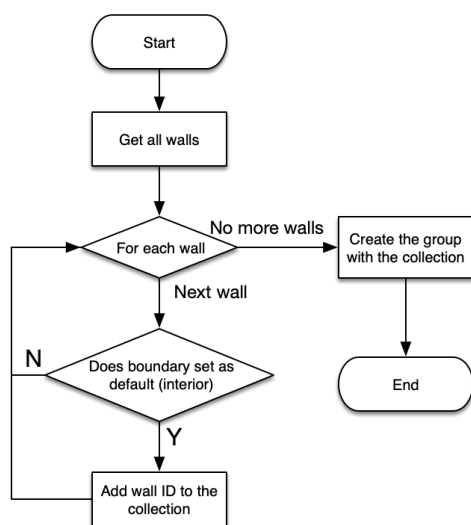 Start
Get all walls
For each wall
No more walls
Create the group
with the collection
Next wall
N
Does boundary set as
default (interior)
End
Y
Add wall ID to the
collection